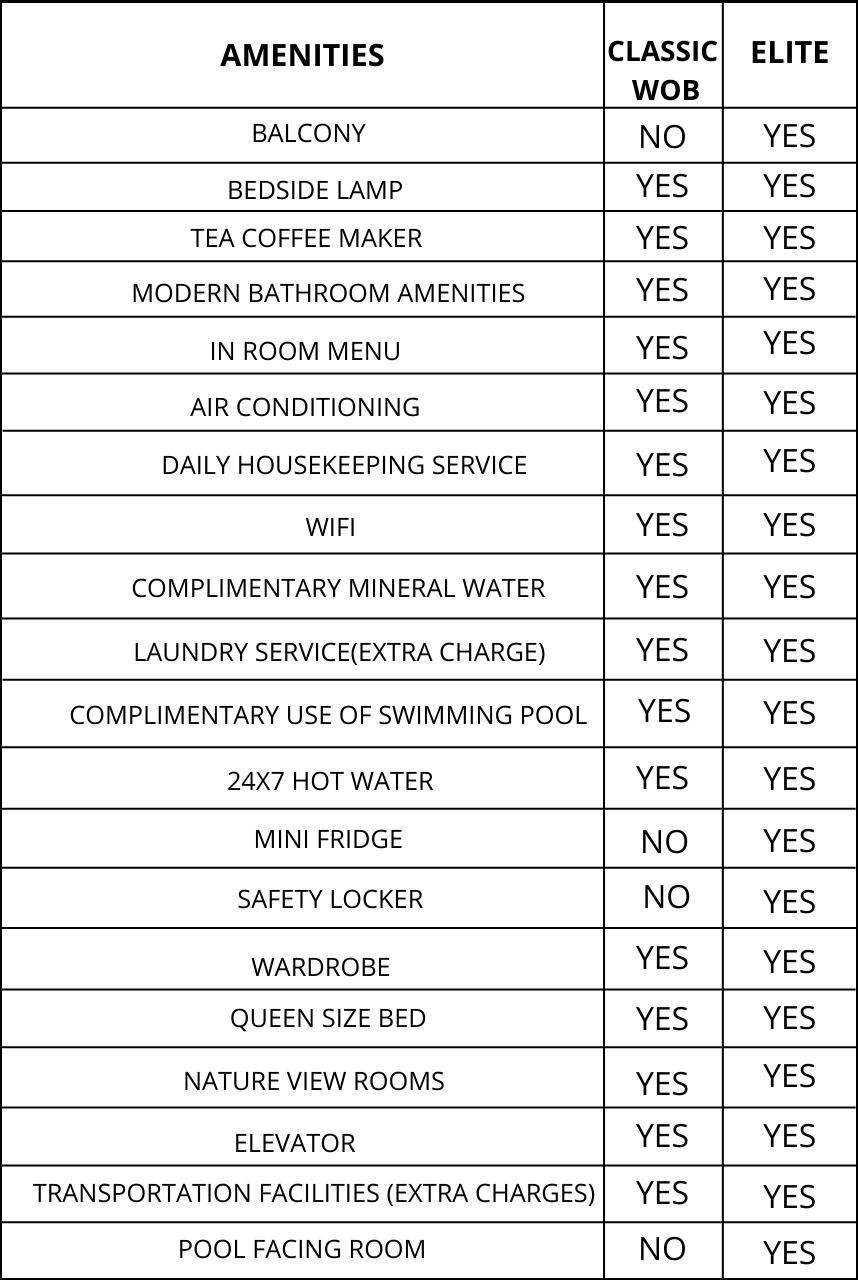 AMENITIES CLASSIC WOB ELITE
BALCONY NO YES
BEDSIDE LAMP YES YES
TEA COFFEE MAKER YES YES
MODERN BATHROOM AMENITIES YES YES
IN ROOM MENU YES YES
AIR CONDITIONING YES YES
DAILY HOUSEKEEPING SERVICE YES YES
WIFI YES YES
COMPLIMENTARY MINERAL WATER YES YES
LAUNDRY SERVICE(EXTRA CHARGE) YES YES
COMPLIMENTARY USE OF SWIMMING POOL YES YES
24X7 HOT WATER YES YES
MINI FRIDGE NO YES
SAFETY LOCKER NO YES
WARDROBE YES YES
QUEEN SIZE BED YES YES
NATURE VIEW ROOMS YES YES
ELEVATOR YES YES
TRANSPORTATION FACILITIES (EXTRA CHARGES) YES YES
POOL FACING ROOM NO YES